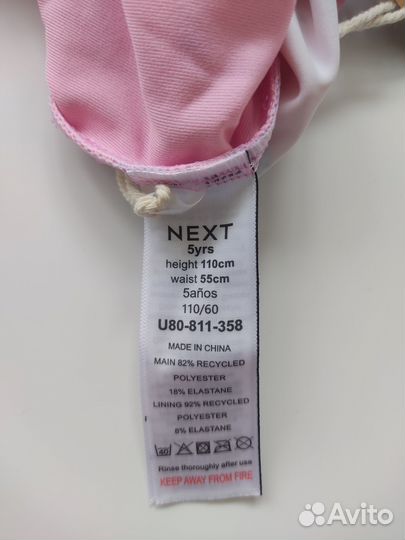 NEXT
5yrs
height 110cm
waist 55cm
5años
110/60
U80-811-358
MADE IN CHINA
MAIN 82% RECYCLED
POLYESTER
18% ELASTANE
LINING 92% RECYCLED
POLYESTER
8% ELASTANE
40
Rinse thoroughly after use
KEEP AWAY FROM FIRE
Avito